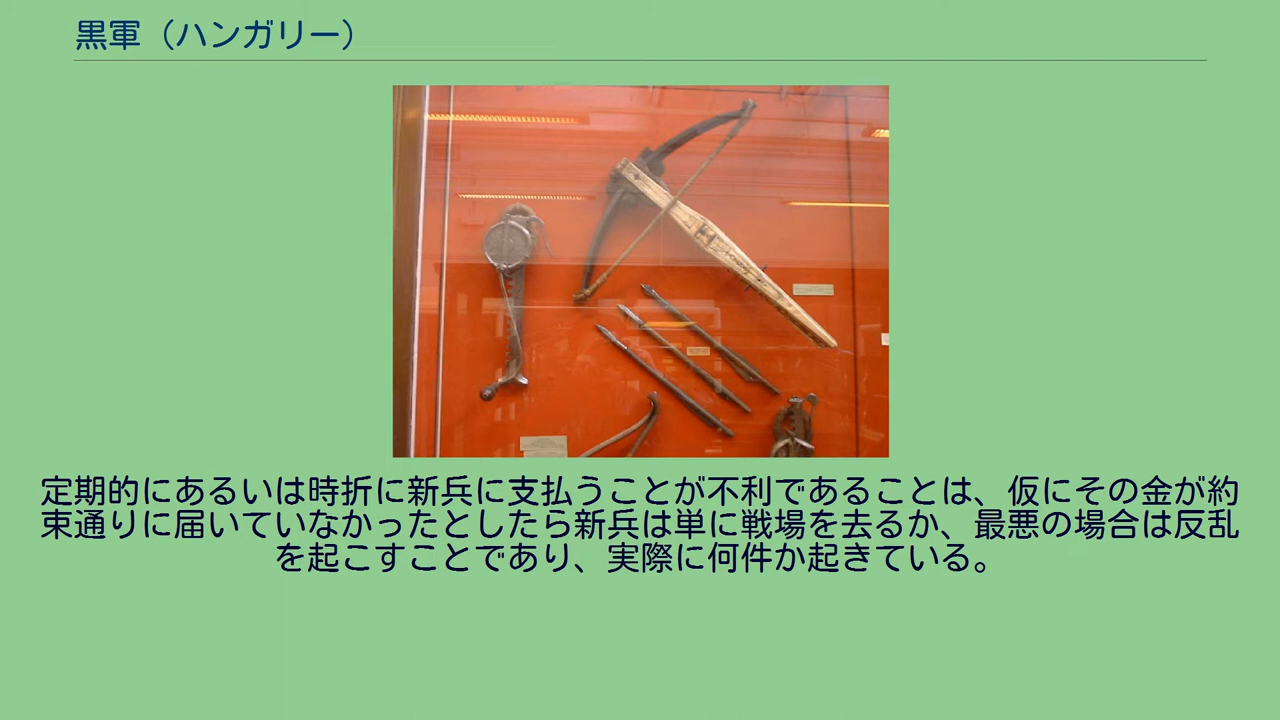 黒軍（ハンガリー）
定期的にあるいは時折に新兵に支払うことが不利であることは、仮にその金が約
束通りに届いていなかったとしたら新兵は単に戦場を去るか、最悪の場合は反乱
を起こすことであり、実際に何件か起きている。